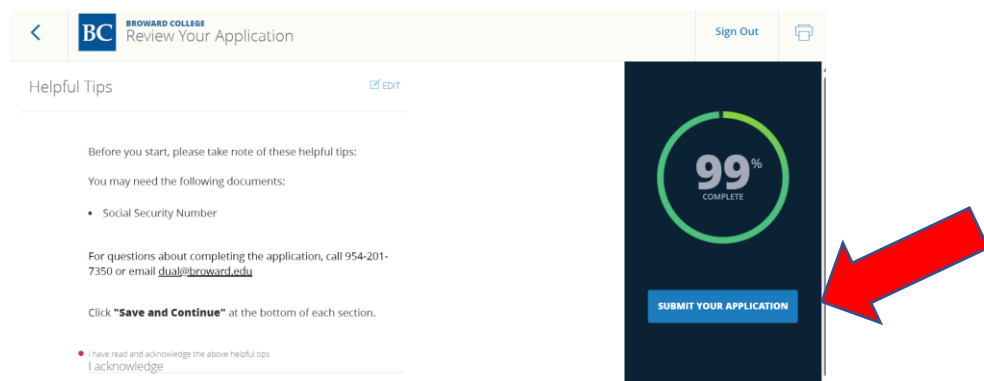 BC
BROWARD COLLEGE
Review Your Application
Sign Out
Helpful Tips
EDIT
Before you start, please take note of these helpful tips:
You may need the following documents:
• Social Security Number
For questions about completing the application, call 954-201-
7350 or email dual@broward.edu
Click "Save and Continue" at the bottom of each section.
I have read and acknowledge the above helpful tips
I acknowledge
99%
COMPLETE
SUBMIT YOUR APPLICATION